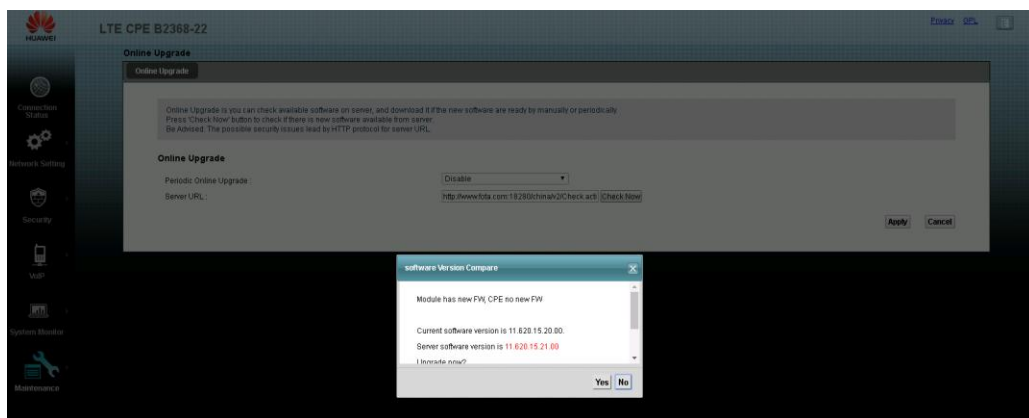 HUAWEI
LTE CPE B2368-22
Privacy GPL
Online Upgrade
Online Upgrade
Connection
Status
Online Upgrade is you can check available software on server, and download it if the new software are ready by manually or periodically.
Press 'Check Now' button to check if there is new software available from server.
Be Advised: The possible security issues lead by HTTP protocol for server URL.
Network Setting
Online Upgrade
Periodic Online Upgrade :
Disable
Server URL :
http://www.fota.com:18280/china/v2/Check.acti
Check Now
Security
Apply Cancel
VoIP
software Version Compare
Module has new FW, CPE no new FW
Current software version is 11.620.15.20.00.
Server software version is 11.620.15.21.00
Upgrade now?
Yes No
System Monitor
Maintenance